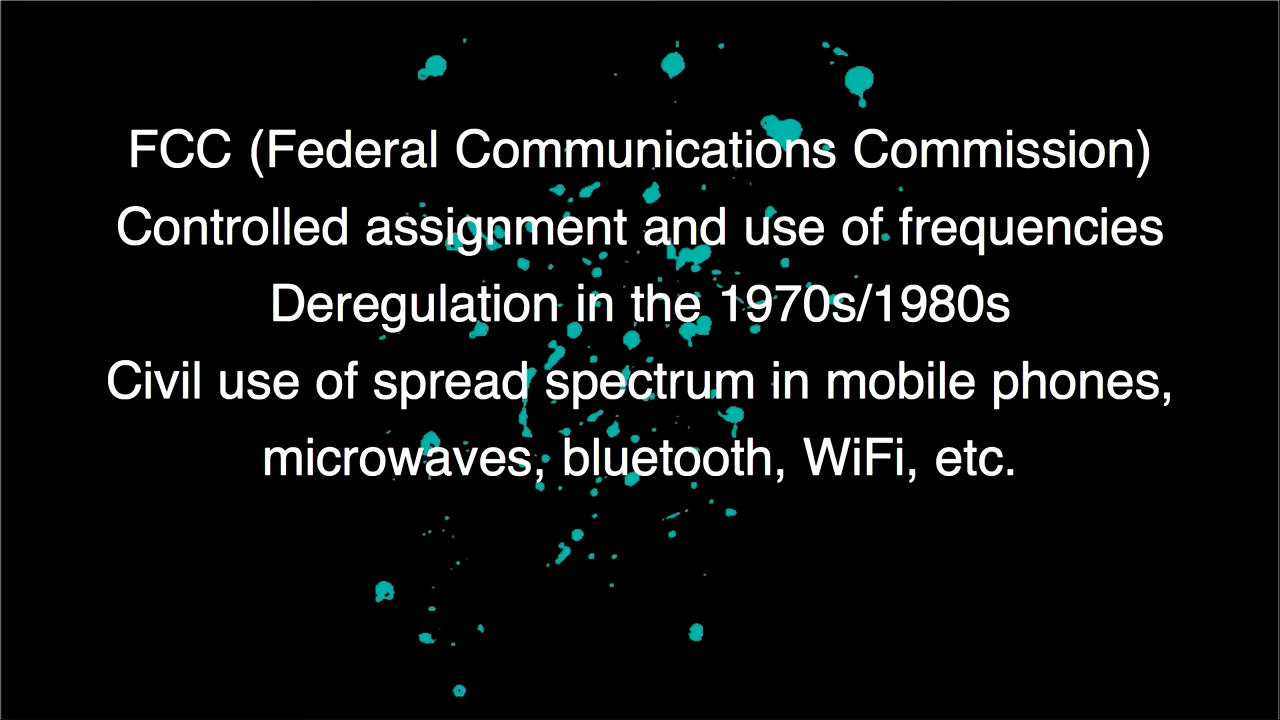 FCC (Federal Communications Commission)
Controlled assignment and use of frequencies
Deregulation in the 1970s/1980s
Civil use of spread spectrum in mobile phones,
microwaves, bluetooth, WiFi, etc.